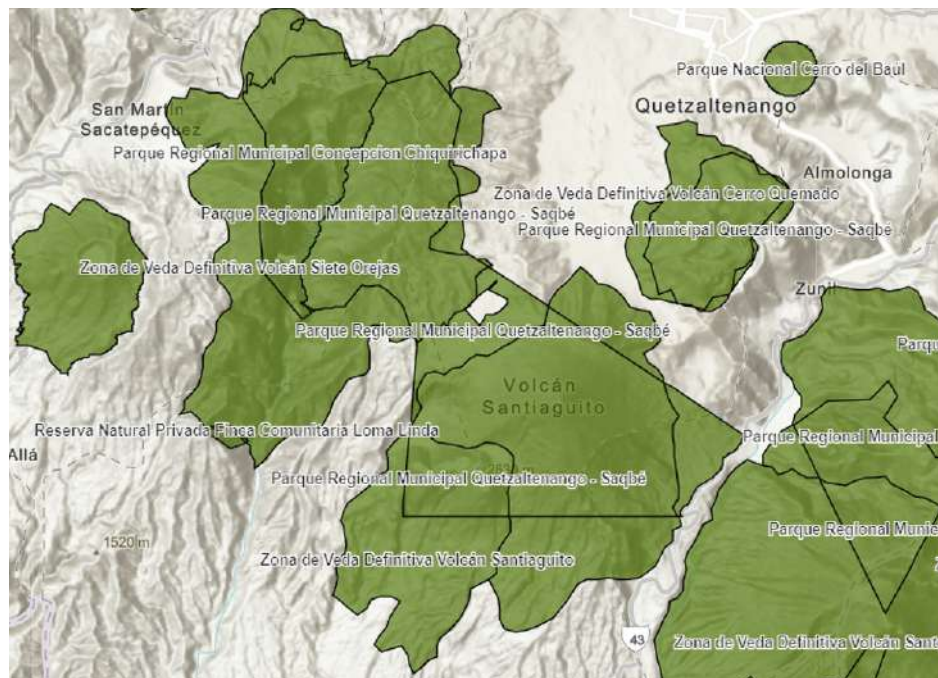 Parque Nacional Cerro del Baúl
Quetzaltenango
San Martín
Sacatepéquez
Parque Regional Municipal Concepcion Chiquirichapa
Almolonga
Zona de Veda Definitiva Volcán Cerro Quemado
Parque Regional Municipal Quetzaltenango - Saqbé
Parque Regional Municipal Quetzaltenango - Saqbé
Zona de Veda Definitiva Volcán Siete Orejas
Zunil
Parque Regional Municipal Quetzaltenango - Saqbé
Parqu
Volcán
Santiaguito
Reserva Natural Privada Finca Comunitaria Loma Linda
Parque Regional Municipal
Allá
Parque Regional Municipal Quetzaltenango - Saqbé
Parque Regional Munic
1520 m
Zona de Veda Definitiva Volcán Santiaguito
43
Zona de Veda Definitiva Volcán Sant